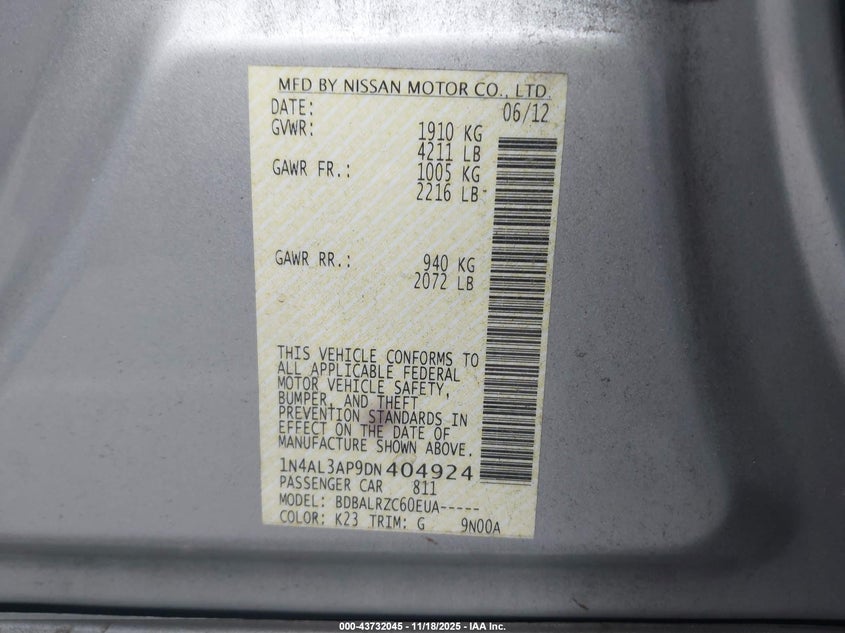 MFD BY NISSAN MOTOR CO., LTD.
DATE: 06/12
GVWR: 1910 KG
4211 LB
GAWR FR.: 1005 KG
2216 LB
GAWR RR.: 940 KG
2072 LB
THIS VEHICLE CONFORMS TO
ALL APPLICABLE FEDERAL
MOTOR VEHICLE SAFETY,
BUMPER, AND THEFT
PREVENTION STANDARDS IN
EFFECT ON THE DATE OF
MANUFACTURE SHOWN ABOVE.
1N4AL3AP9DN404924
PASSENGER CAR 811
MODEL: BDBALRZC60EUA-----
COLOR: K23 TRIM: G 9N00A
000-43732045 - 11/18/2025 - IAA Inc.